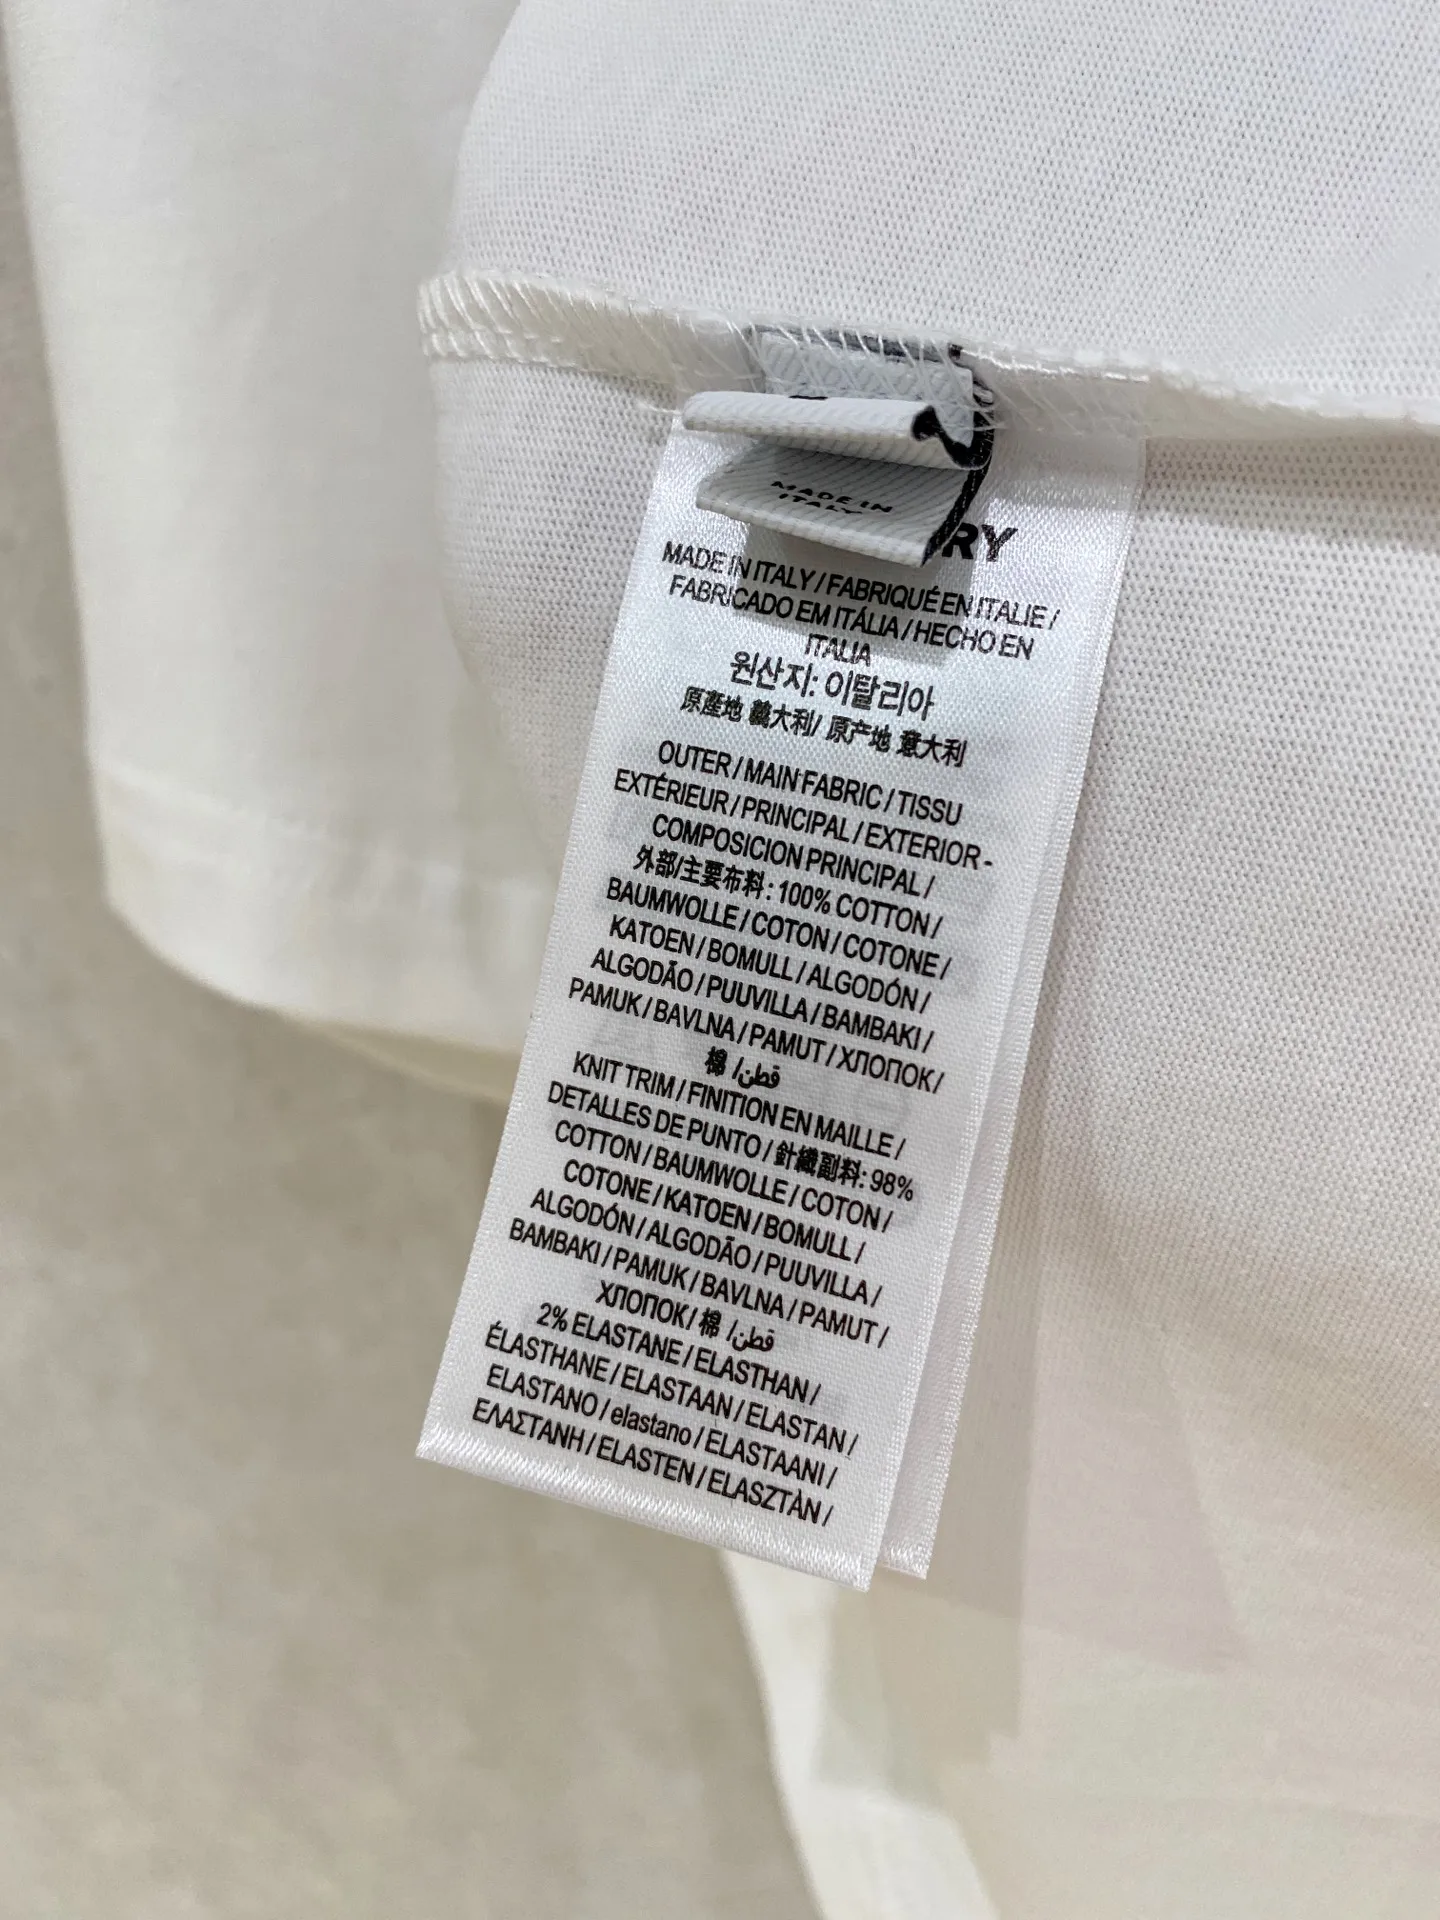 MADE IN
ITALY
RY
MADE IN ITALY / FABRIQUÉ EN ITALIE /
FABRICADO EM ITÁLIA / HECHO EN
ITALIA
원산지: 이탈리아
原產地 義大利/ 原产地 意大利
OUTER / MAIN FABRIC / TISSU
EXTÉRIEUR / PRINCIPAL / EXTERIOR-
COMPOSICION PRINCIPAL /
外部/主要布料: 100% COTTON /
BAUMWOLLE / COTON / COTONE /
KATOEN / BOMULL / ALGODÓN /
ALGODÃO / PUUVILLA / BAMBAKI /
PAMUK / BAVLNA / PAMUT / ХЛОПОК /
棉 /قطن
KNIT TRIM / FINITION EN MAILLE /
DETALLES DE PUNTO / 針織副料: 98%
COTTON / BAUMWOLLE / COTON /
COTONE / KATOEN / BOMULL /
ALGODÓN / ALGODÃO / PUUVILLA /
BAMBAKI / PAMUK / BAVLNA / PAMUT /
ХЛОПОК / 棉 /قطن
2% ELASTANE / ELASTHAN /
ÉLASTHANE / ELASTAAN / ELASTAN /
ELASTANO / elastano / ELASTAANI /
ΕΛΑΣΤΑΝΗ / ELASTEN / ELASZTÀN /